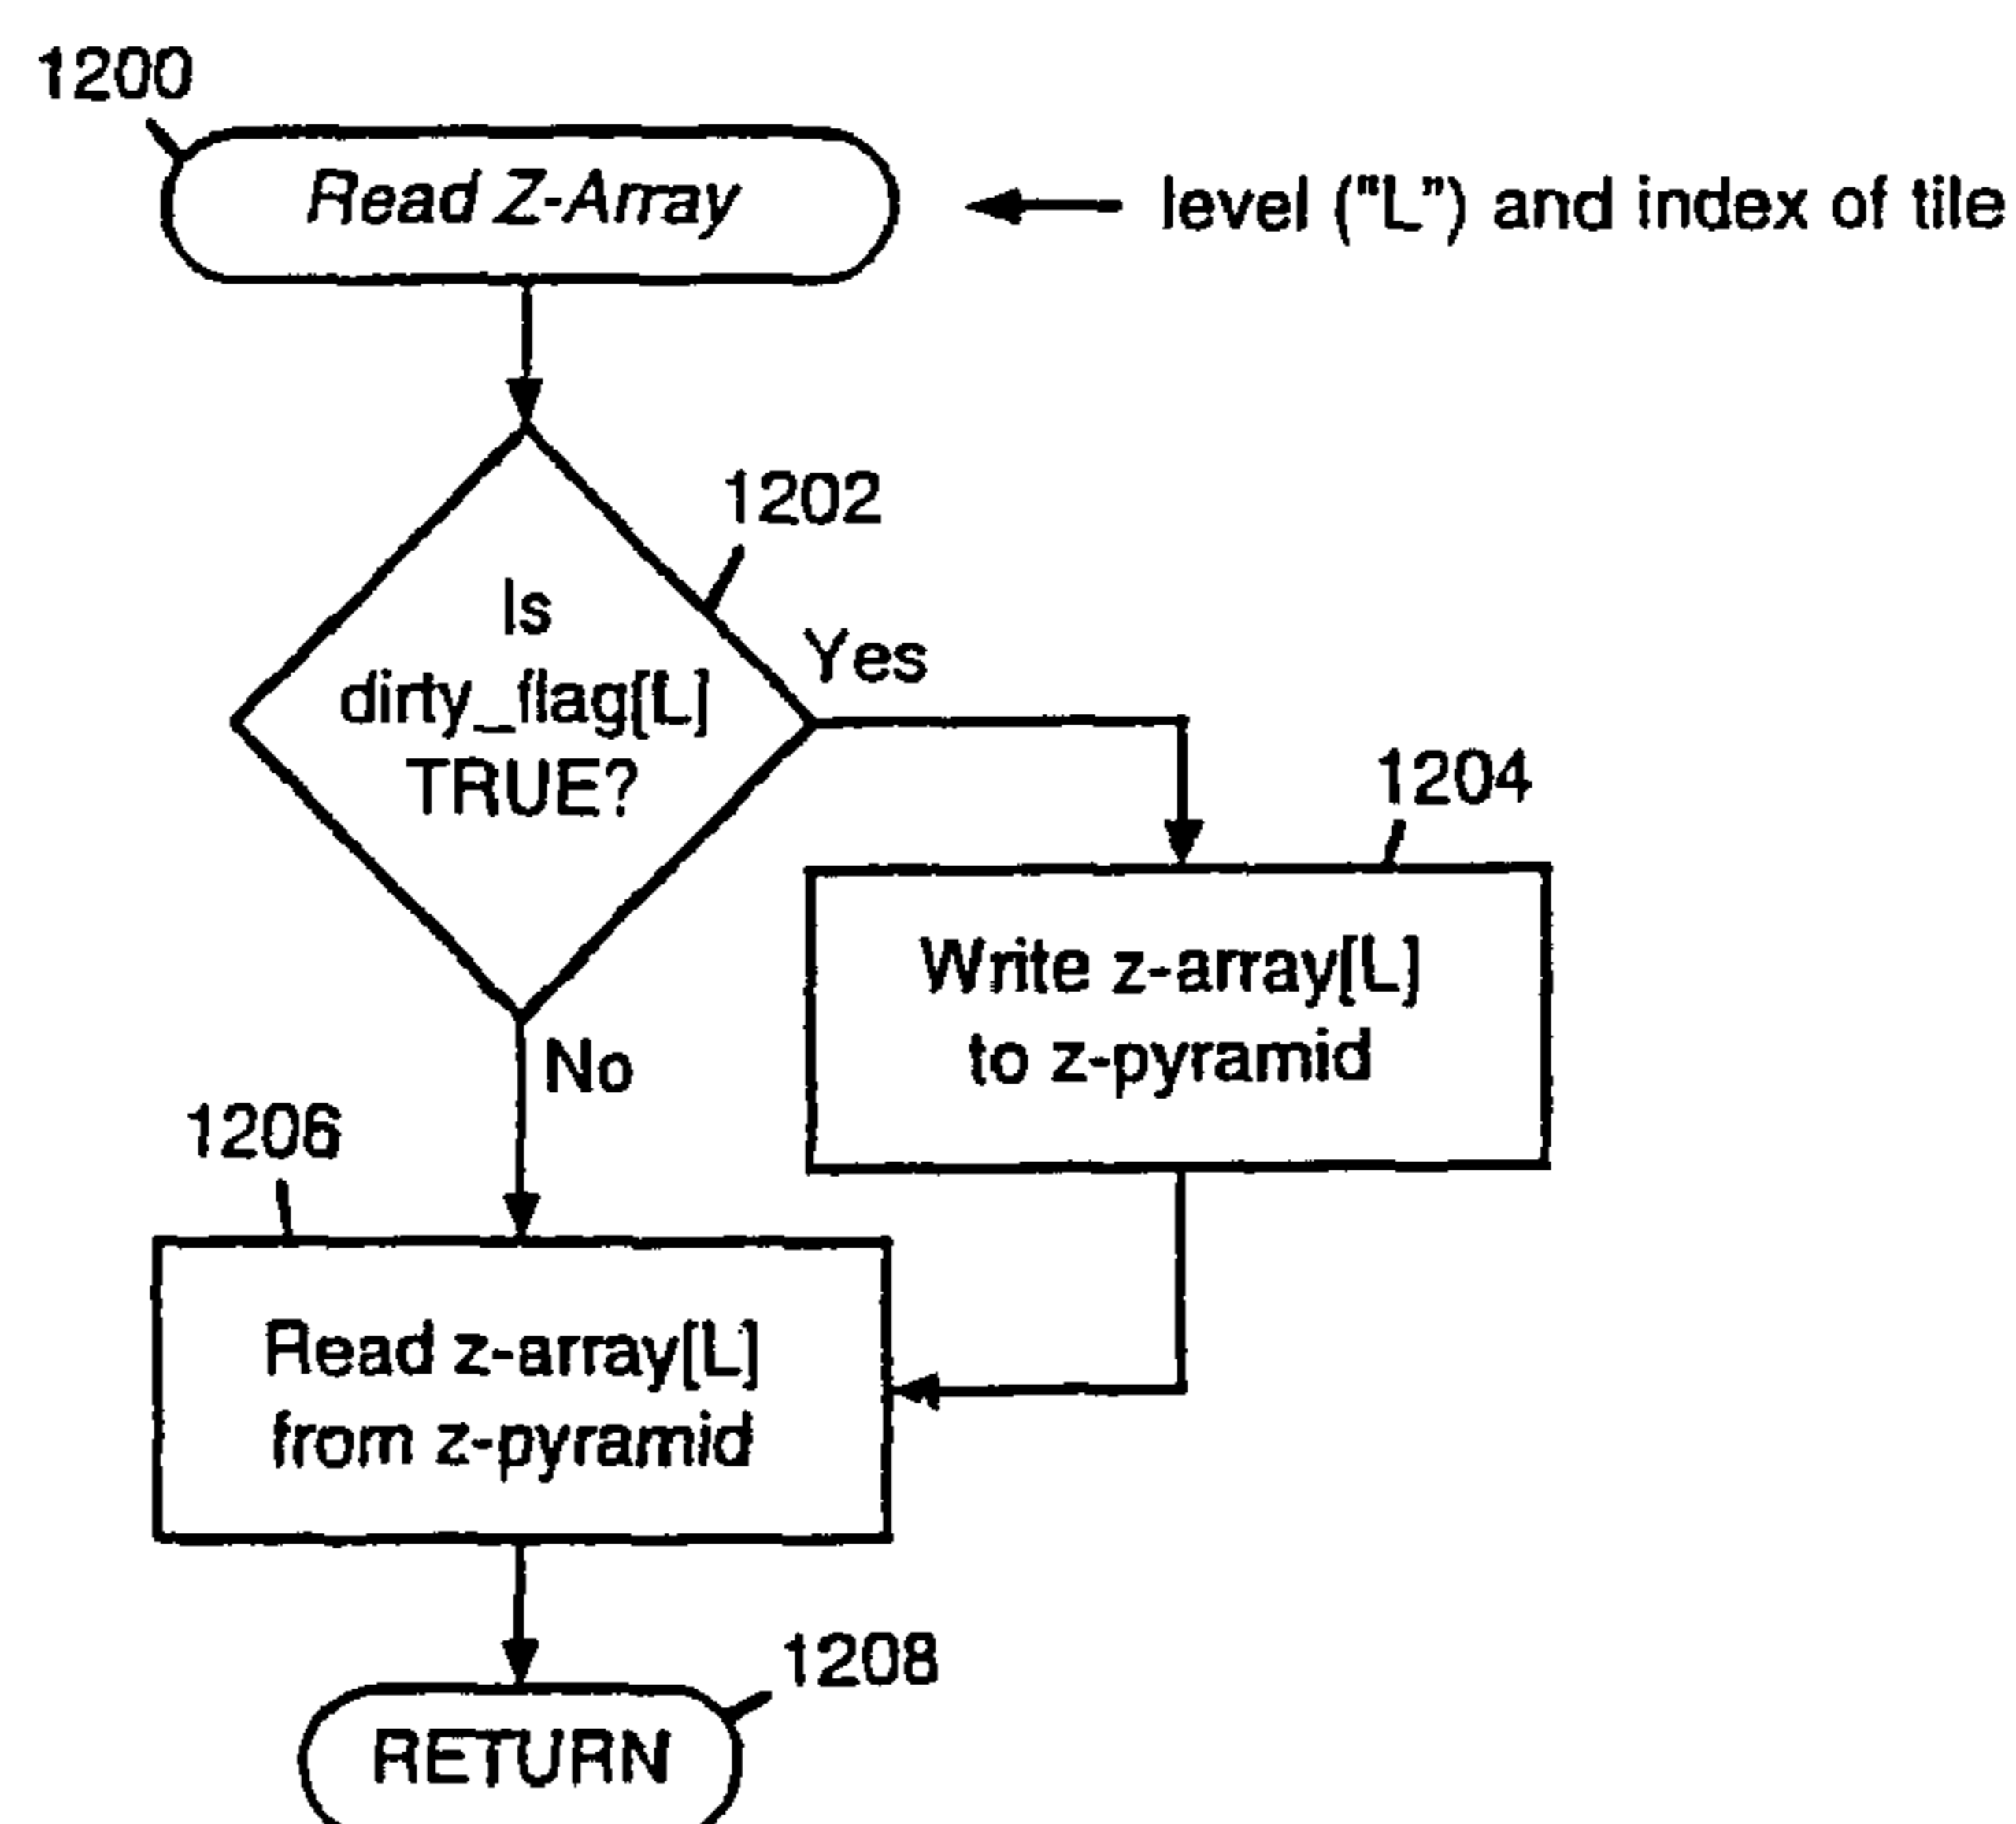 1200
Read Z-Array
level ("L") and index of tile
1202
Is
dirty_flag[L]
TRUE?
Yes
1204
Write z-array[L]
to z-pyramid
No
1206
Read z-array[L]
from z-pyramid
1208
RETURN